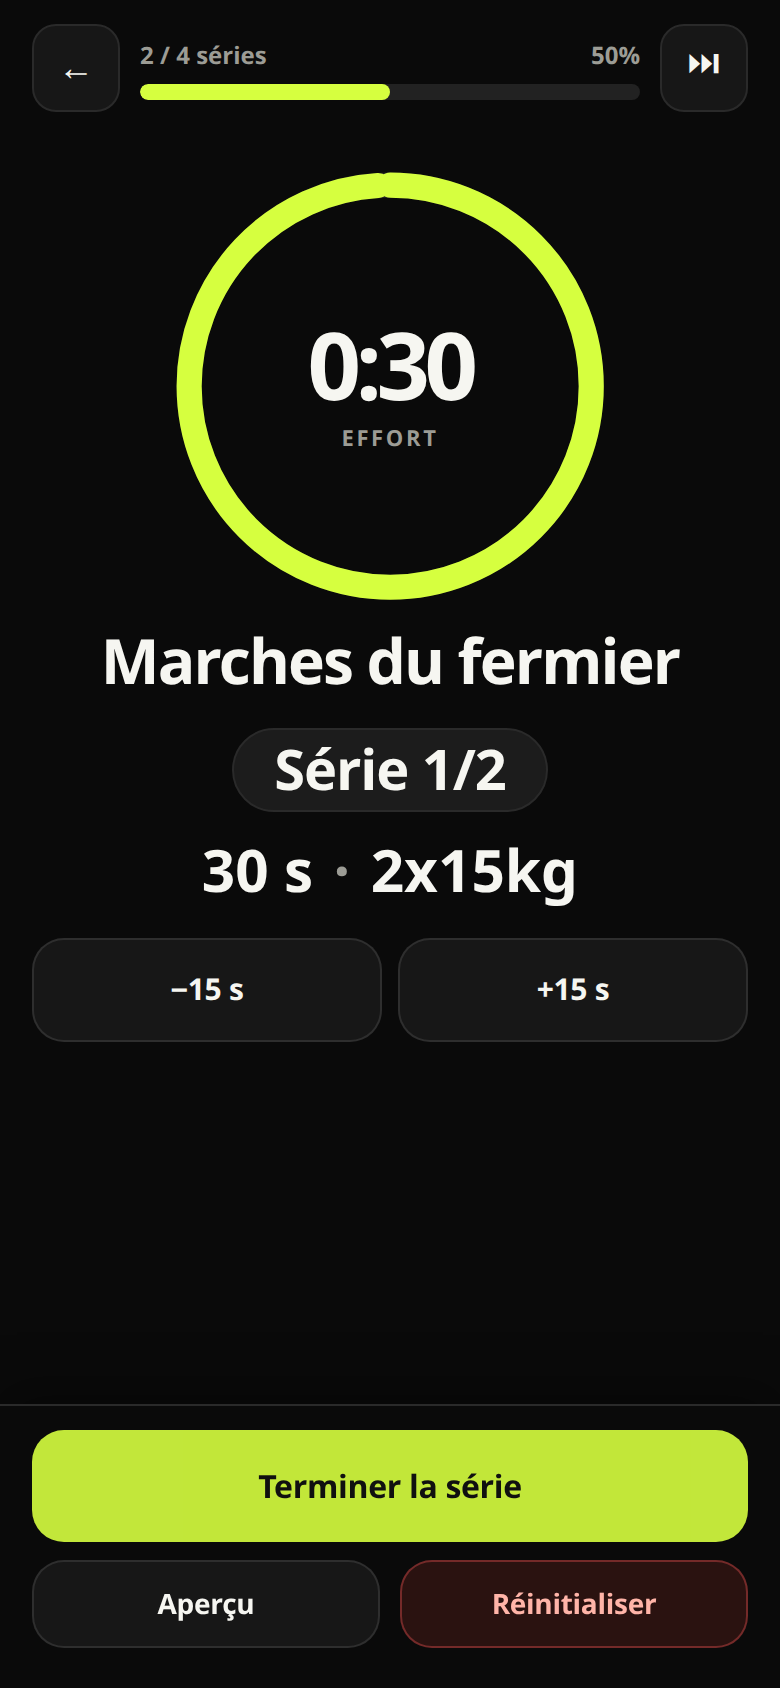 ←
2 / 4 séries
50%
⏭
0:30
EFFORT
Marches du fermier
Série 1/2
30 s · 2x15kg
−15 s
+15 s
Terminer la série
Aperçu
Réinitialiser